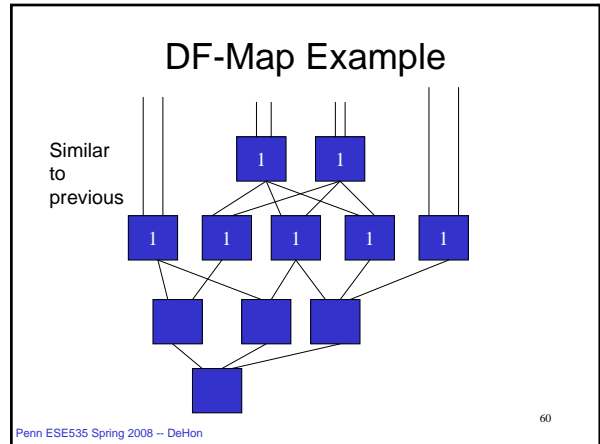 DF-Map Example
Similar
to
previous
1 1
1 1 1 1 1
Penn ESE535 Spring 2008 -- DeHon
60